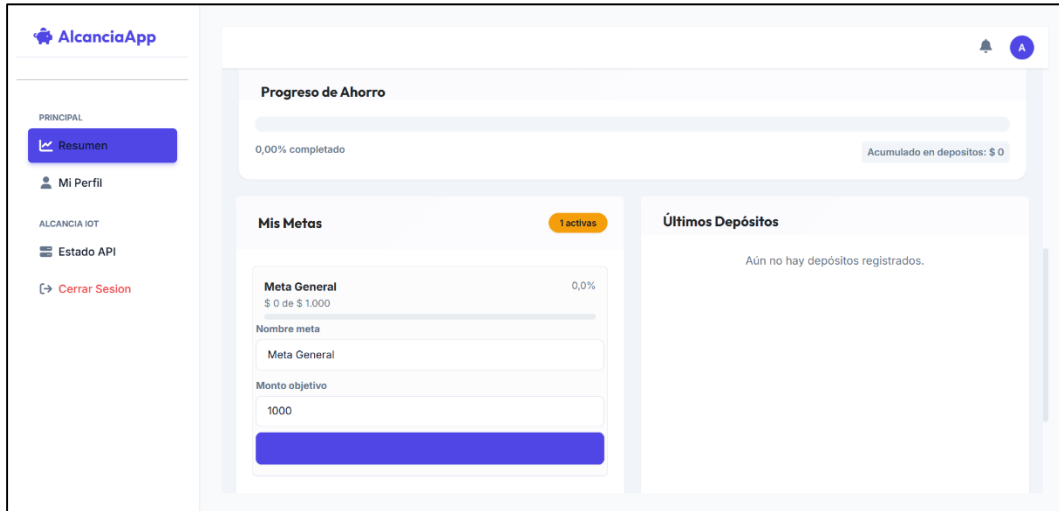 AlcanciaApp
PRINCIPAL
Resumen
Mi Perfil
ALCANCIA IOT
Estado API
Cerrar Sesion
A
Progreso de Ahorro
0,00% completado
Acumulado en depositos: $ 0
Mis Metas
1 activas
Meta General
0,0%
$ 0 de $ 1.000
Nombre meta
Meta General
Monto objetivo
1000
Últimos Depósitos
Aún no hay depósitos registrados.